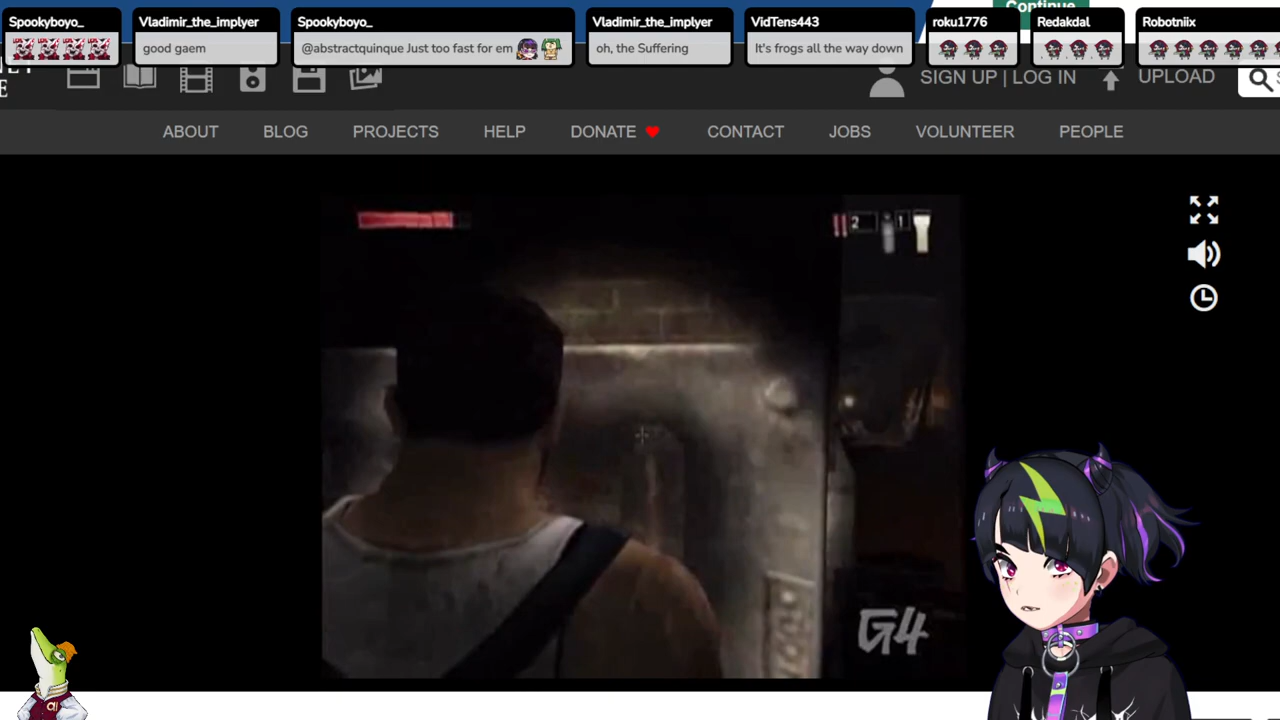 Continue
Spookyboyo_
Vladimir_the_implyer
good gaem
Spookyboyo_
@abstractquinque Just too fast for em
Vladimir_the_implyer
oh, the Suffering
VidTens443
It's frogs all the way down
roku1776
Redakdal
Robotniix
SIGN UP | LOG IN
UPLOAD
ABOUT
BLOG
PROJECTS
HELP
DONATE
CONTACT
JOBS
VOLUNTEER
PEOPLE
2
1
G4